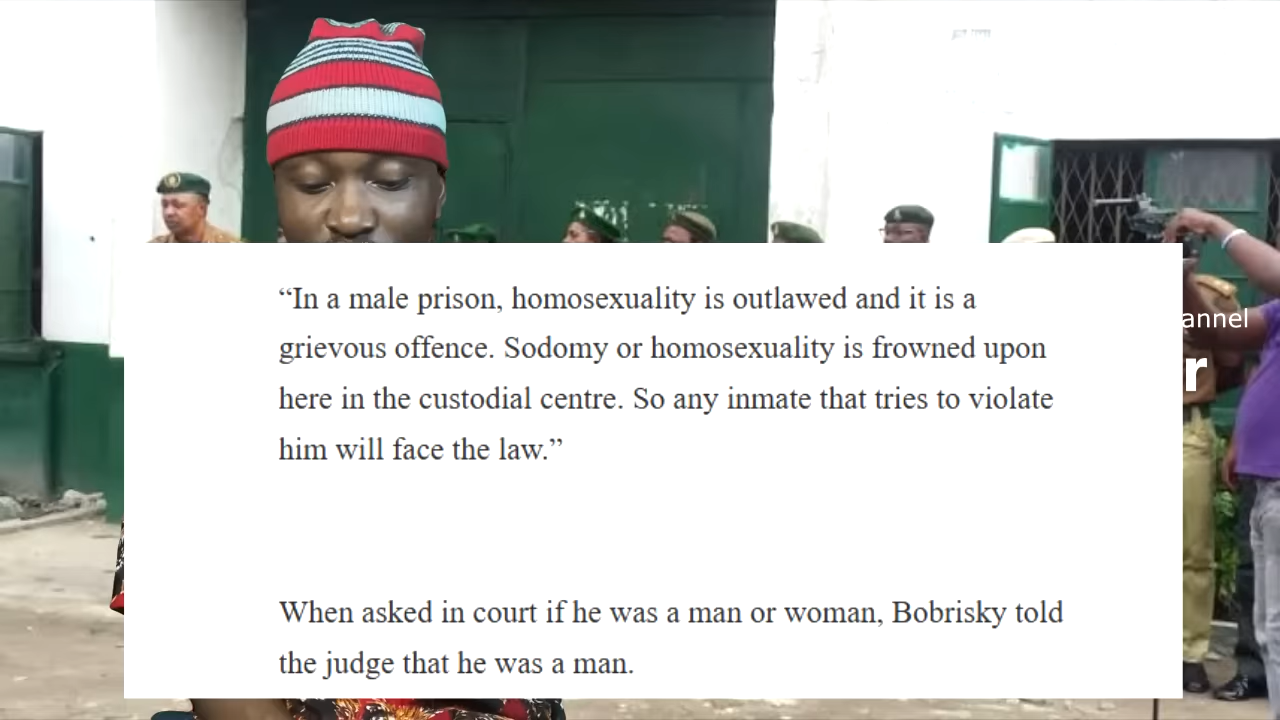 “In a male prison, homosexuality is outlawed and it is a
grievous offence. Sodomy or homosexuality is frowned upon
here in the custodial centre. So any inmate that tries to violate
him will face the law.”
When asked in court if he was a man or woman, Bobrisky told
the judge that he was a man.
annel
r